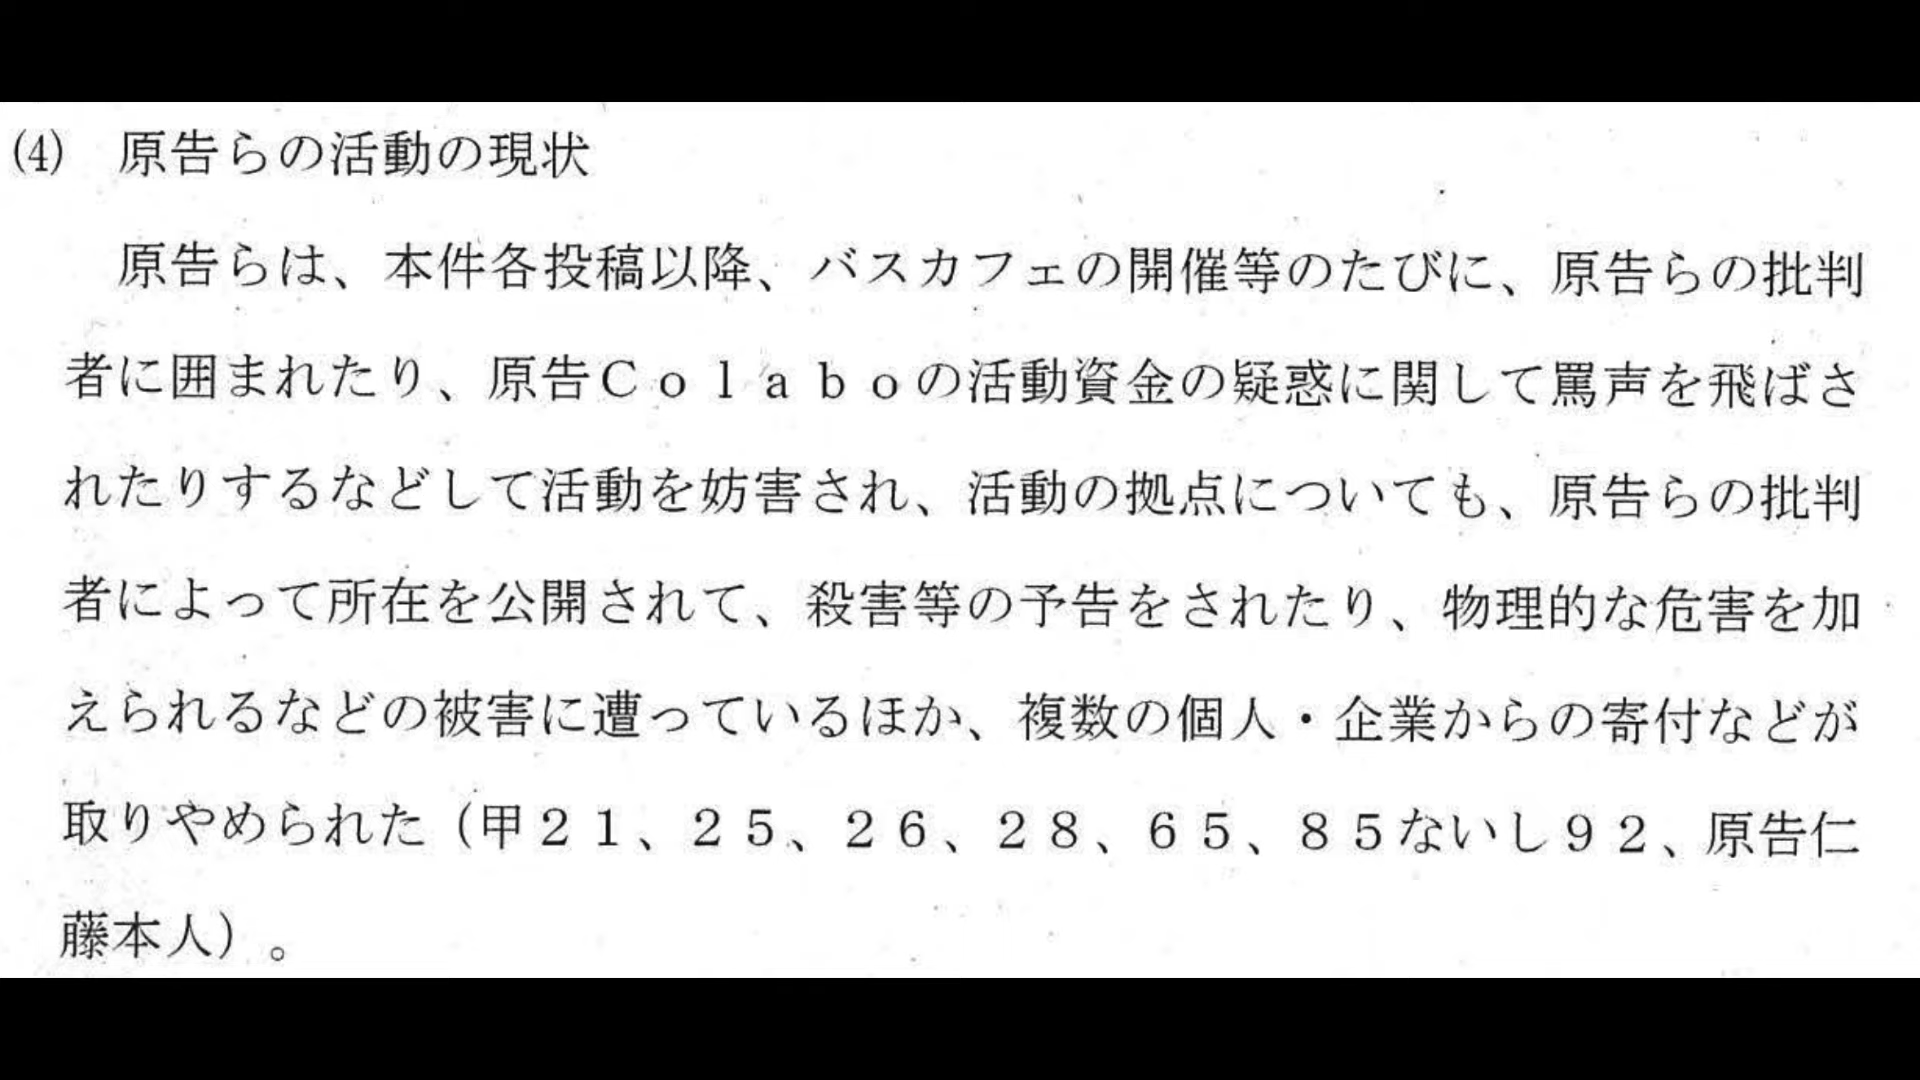 (4)　原告らの活動の現状
原告らは、本件各投稿以降、バスカフェの開催等のたびに、原告らの批判
者に囲まれたり、原告Ｃｏｌａｂｏの活動資金の疑惑に関して罵声を飛ばさ
れたりするなどして活動を妨害され、活動の拠点についても、原告らの批判
者によって所在を公開されて、殺害等の予告をされたり、物理的な危害を加
えられるなどの被害に遭っているほか、複数の個人・企業からの寄付などが
取りやめられた（甲２１、２５、２６、２８、６５、８５ないし９２、原告仁
藤本人）。